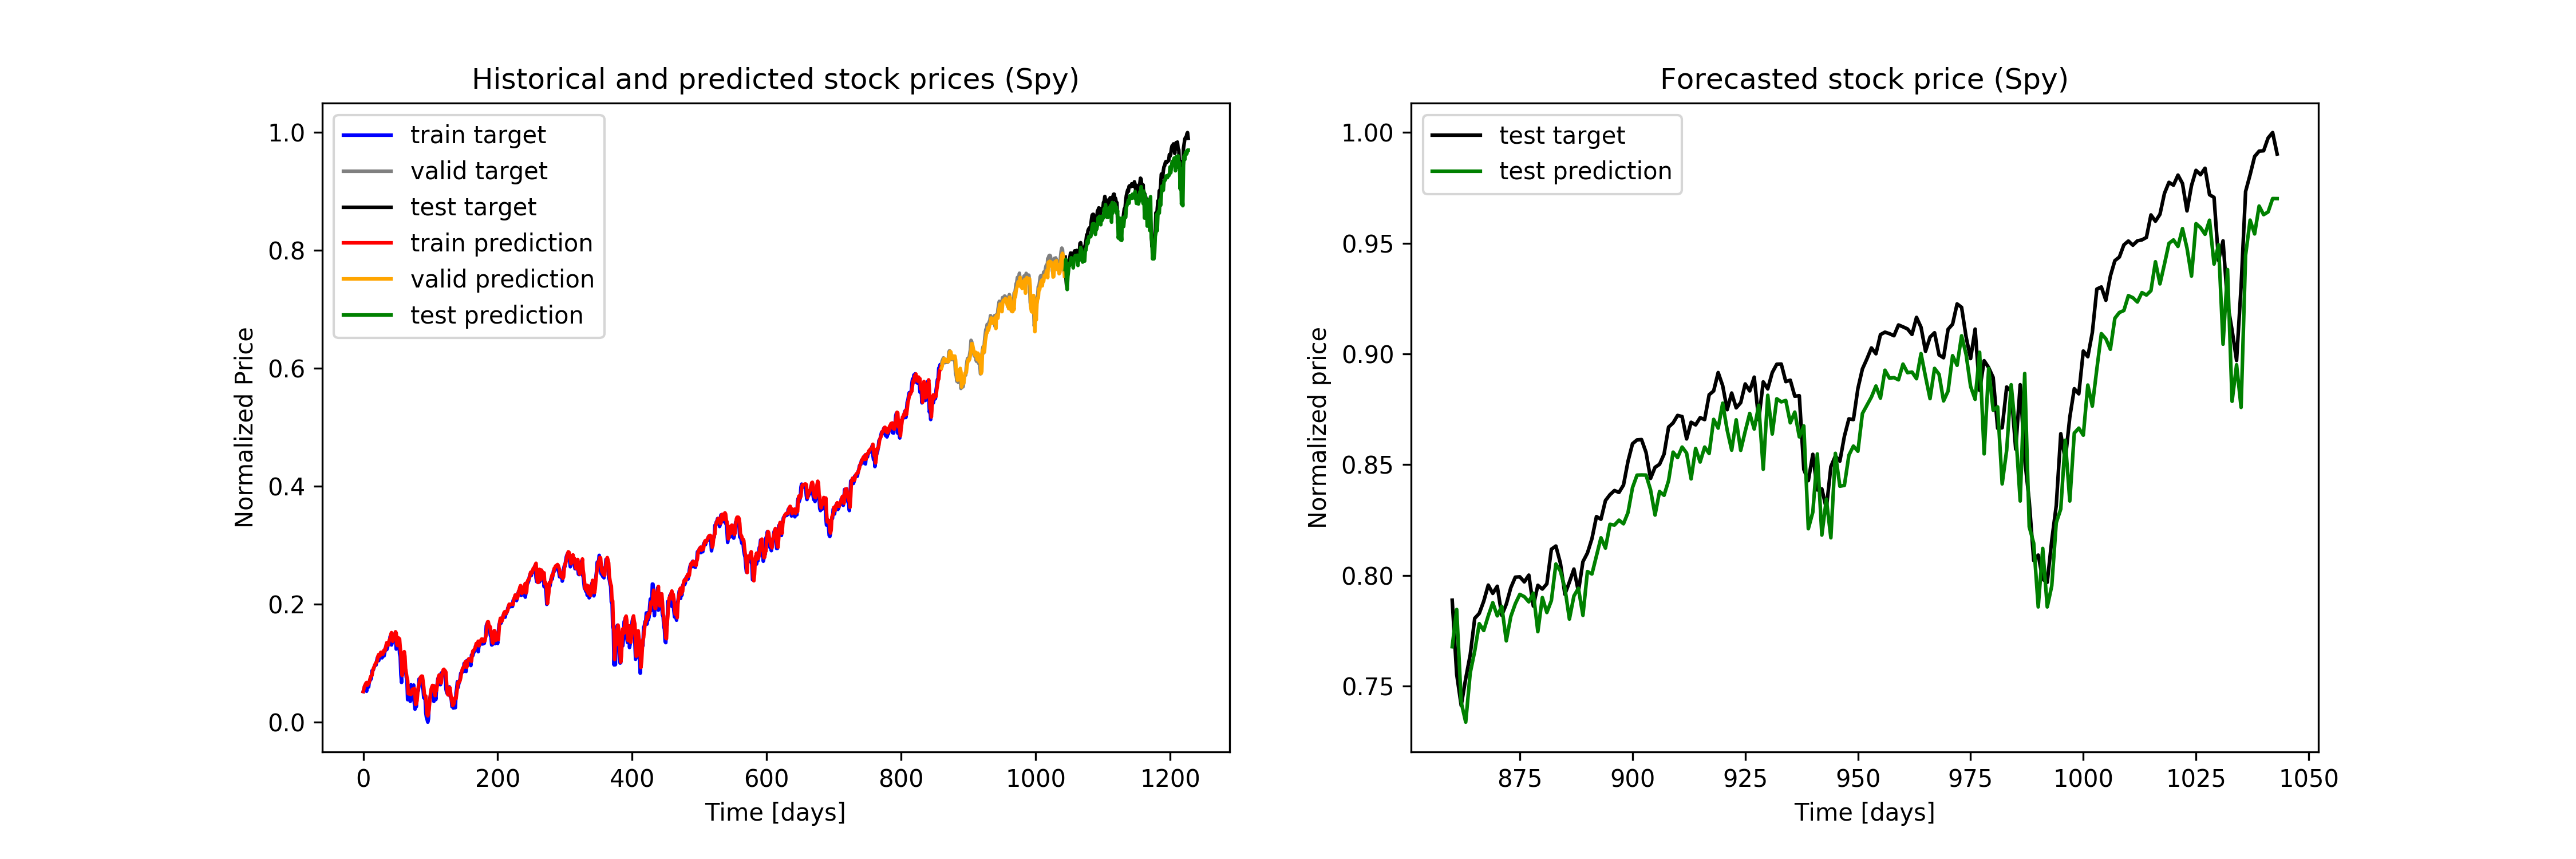 Historical and predicted stock prices (Spy)
train target
valid target
test target
train prediction
valid prediction
test prediction
Normalized Price
1.0
0.8
0.6
0.4
0.2
0.0
0 200 400 600 800 1000 1200
Time [days]
Forecasted stock price (Spy)
test target
test prediction
Normalized price
1.00
0.95
0.90
0.85
0.80
0.75
875 900 925 950 975 1000 1025 1050
Time [days]